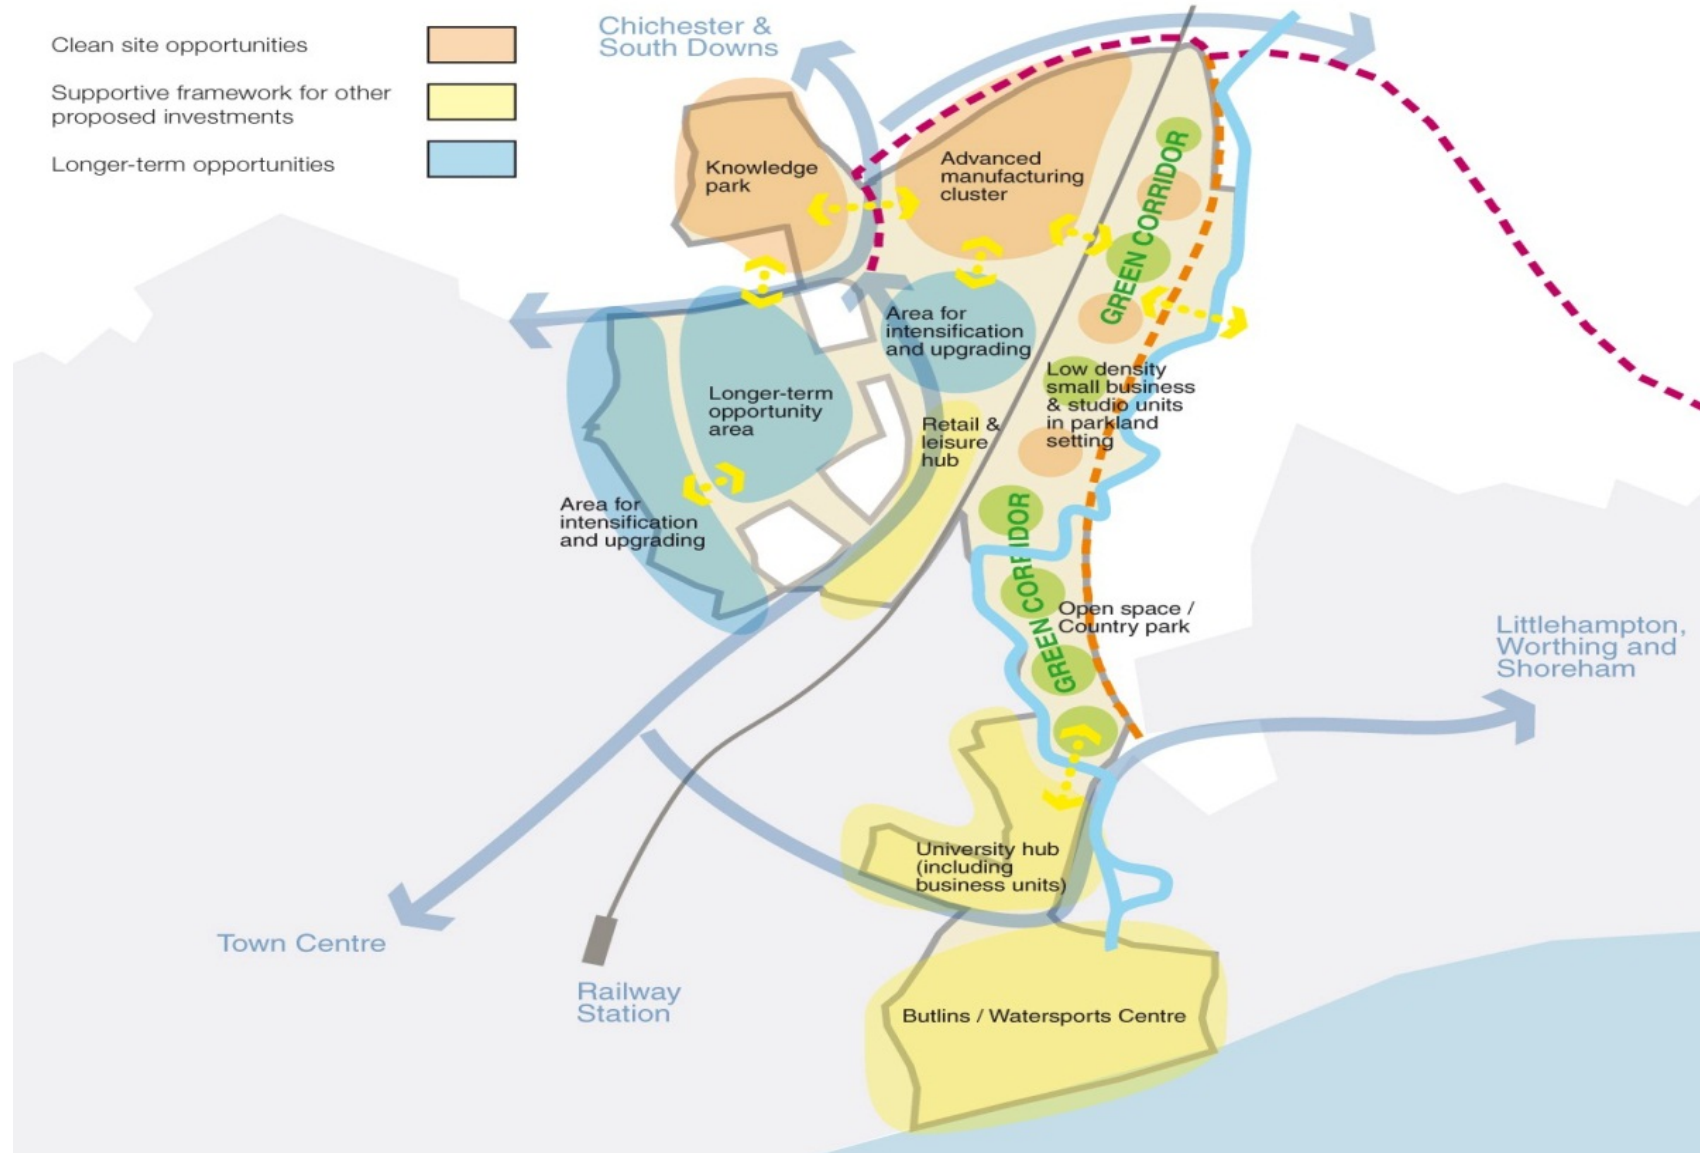 Clean site opportunities
Supportive framework for other
proposed investments
Longer-term opportunities
Chichester &
South Downs
Knowledge
park
Advanced
manufacturing
cluster
GREEN CORRIDOR
Area for
intensification
and upgrading
Longer-term
opportunity
area
Retail &
leisure
hub
Low density
small business
& studio units
in parkland
setting
Area for
intensification
and upgrading
GREEN CORRIDOR
GREEN CORRIDOR
Open space /
Country park
Littlehampton,
Worthing and
Shoreham
University hub
(including
business units)
Town Centre
Railway
Station
Butlins / Watersports Centre